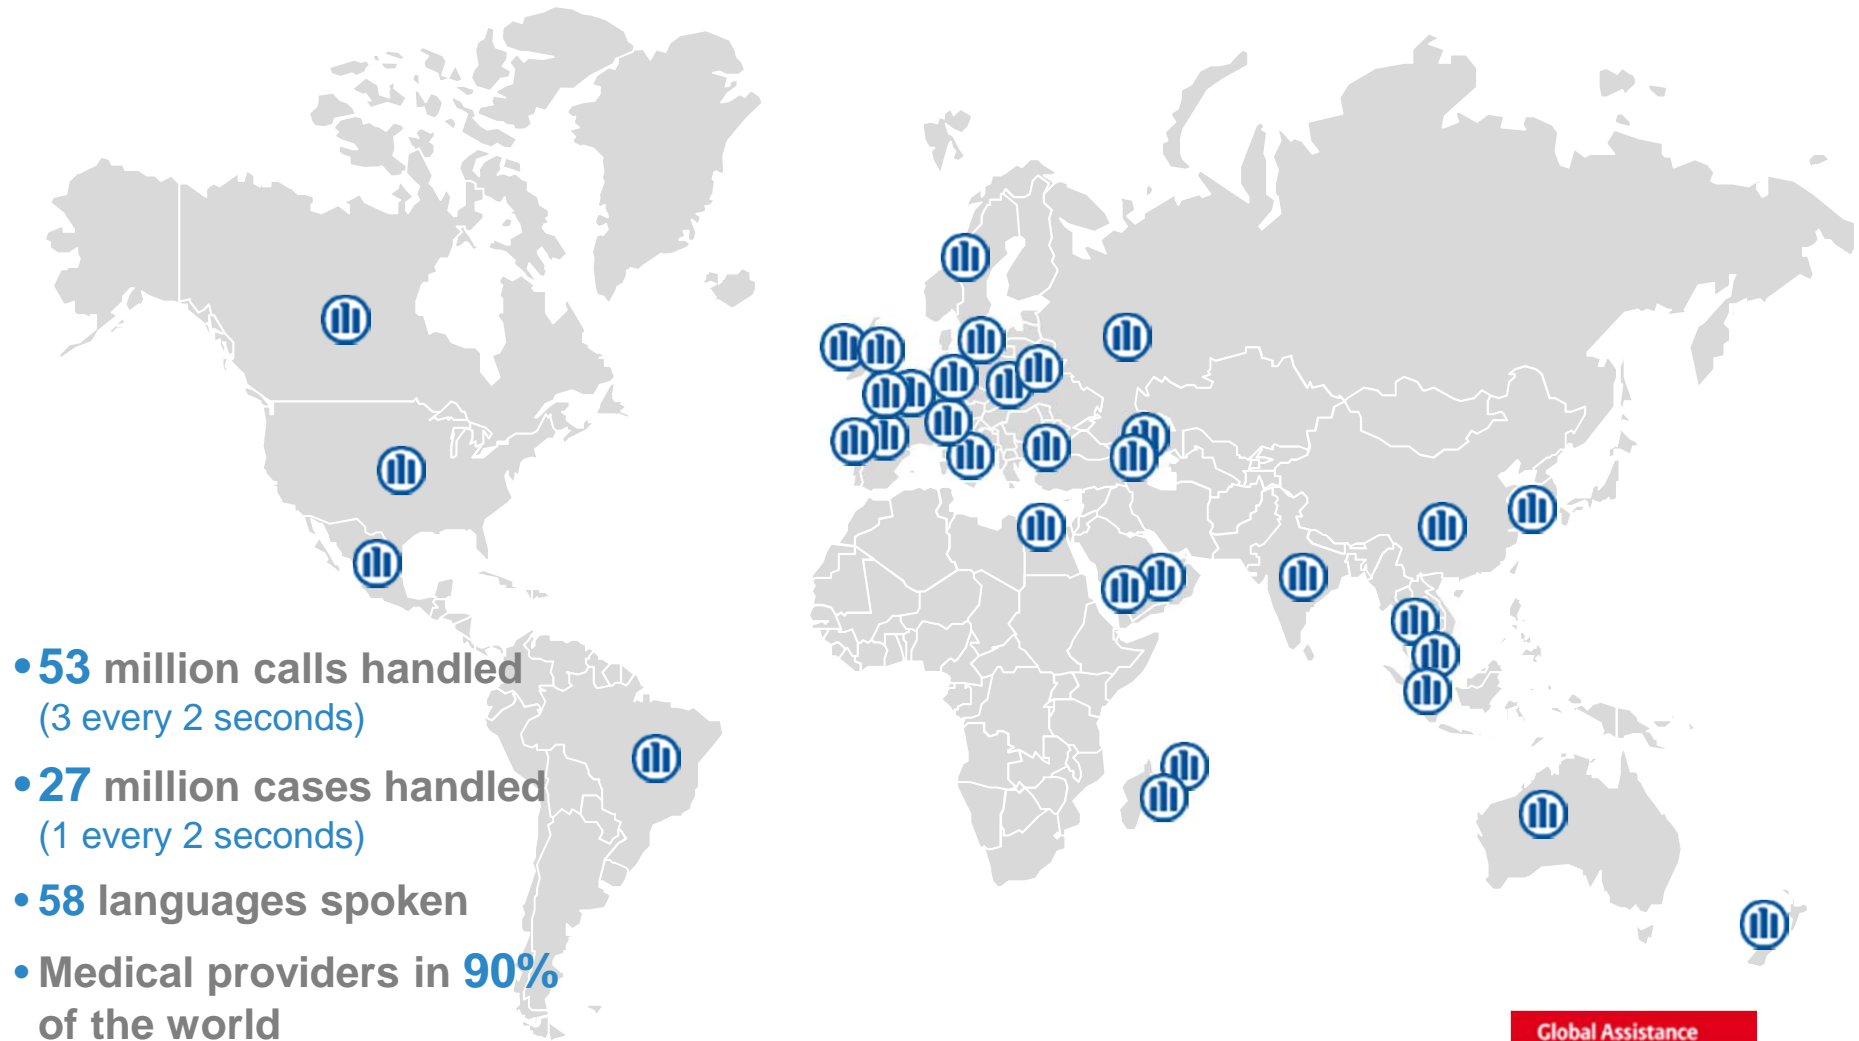 •53 million calls handled
(3 every 2 seconds)
•27 million cases handled
(1 every 2 seconds)
•58 languages spoken
•Medical providers in 90%
of the world
Global Assistance